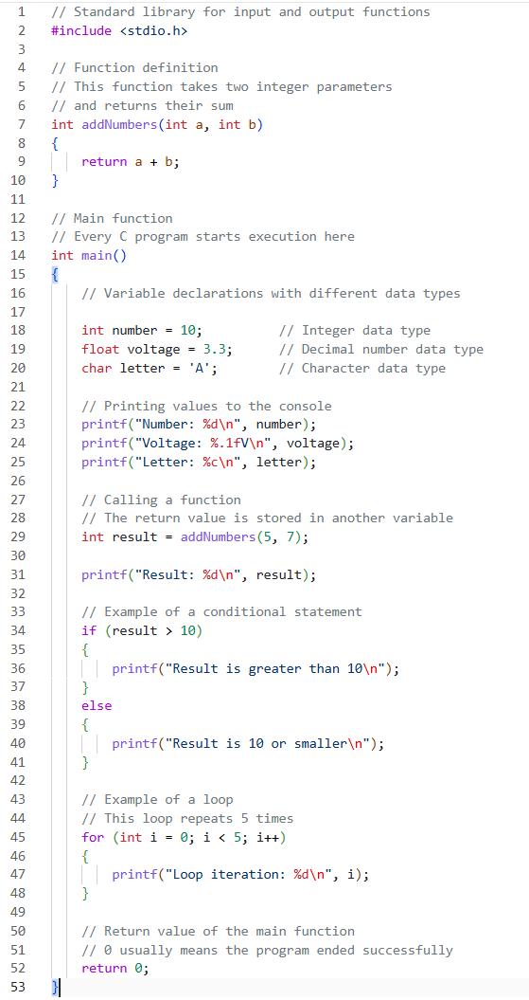 1 // Standard library for input and output functions
2 #include <stdio.h>
3
4 // Function definition
5 // This function takes two integer parameters
6 // and returns their sum
7 int addNumbers(int a, int b)
8 {
9     return a + b;
10 }
11
12 // Main function
13 // Every C program starts execution here
14 int main()
15 {
16     // Variable declarations with different data types
17
18     int number = 10;          // Integer data type
19     float voltage = 3.3;      // Decimal number data type
20     char letter = 'A';        // Character data type
21
22     // Printing values to the console
23     printf("Number: %d\n", number);
24     printf("Voltage: %.1fV\n", voltage);
25     printf("Letter: %c\n", letter);
26
27     // Calling a function
28     // The return value is stored in another variable
29     int result = addNumbers(5, 7);
30
31     printf("Result: %d\n", result);
32
33     // Example of a conditional statement
34     if (result > 10)
35     {
36         printf("Result is greater than 10\n");
37     }
38     else
39     {
40         printf("Result is 10 or smaller\n");
41     }
42
43     // Example of a loop
44     // This loop repeats 5 times
45     for (int i = 0; i < 5; i++)
46     {
47         printf("Loop iteration: %d\n", i);
48     }
49
50     // Return value of the main function
51     // 0 usually means the program ended successfully
52     return 0;
53 }